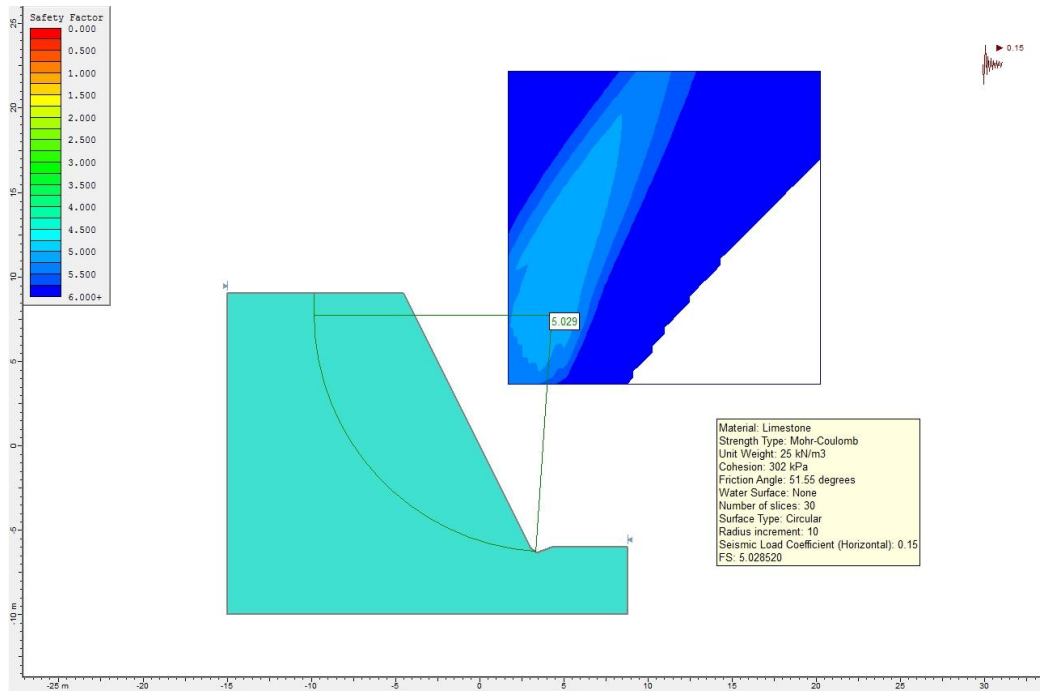 Safety Factor
0.000
0.500
1.000
1.500
2.000
2.500
3.000
3.500
4.000
4.500
5.000
5.500
6.000+
0.15
5.029
Material: Limestone
Strength Type: Mohr-Coulomb
Unit Weight: 25 kN/m3
Cohesion: 302 kPa
Friction Angle: 51.55 degrees
Water Surface: None
Number of slices: 30
Surface Type: Circular
Radius increment: 10
Seismic Load Coefficient (Horizontal): 0.15
FS: 5.028520
25
20
15
10
5
0
-5
-10 m
-25 m
-20
-15
-10
-5
0
5
10
15
20
25
30